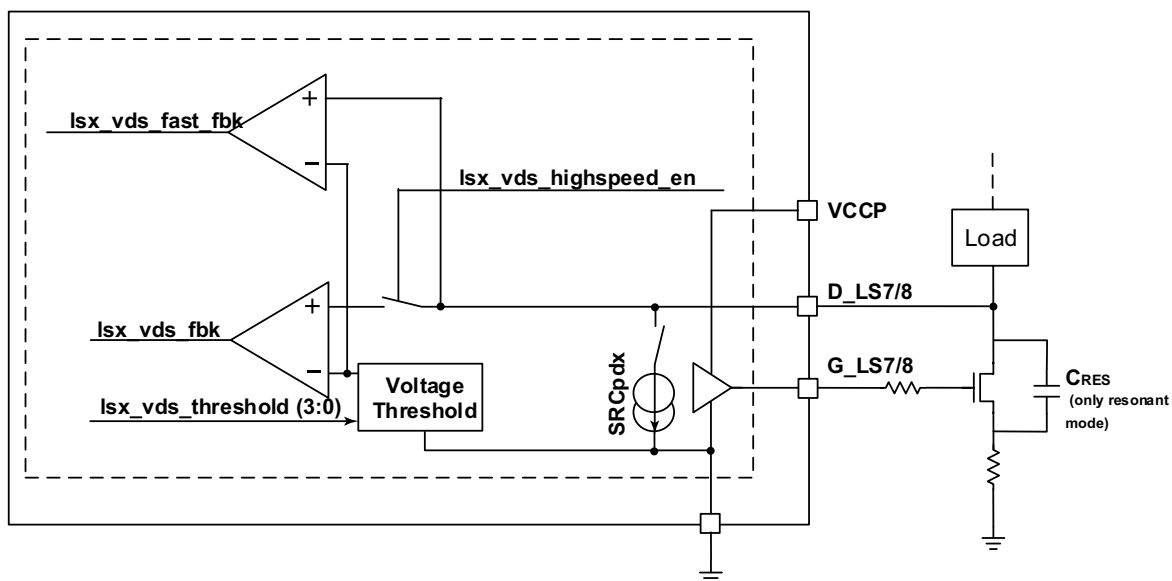 +
lsx_vds_fast_fbk
−
lsx_vds_highspeed_en
VCCP
Load
D_LS7/8
+
lsx_vds_fbk
−
Voltage
Threshold
lsx_vds_threshold (3:0)
SRCpdx
G_LS7/8
CRES
(only resonant
mode)